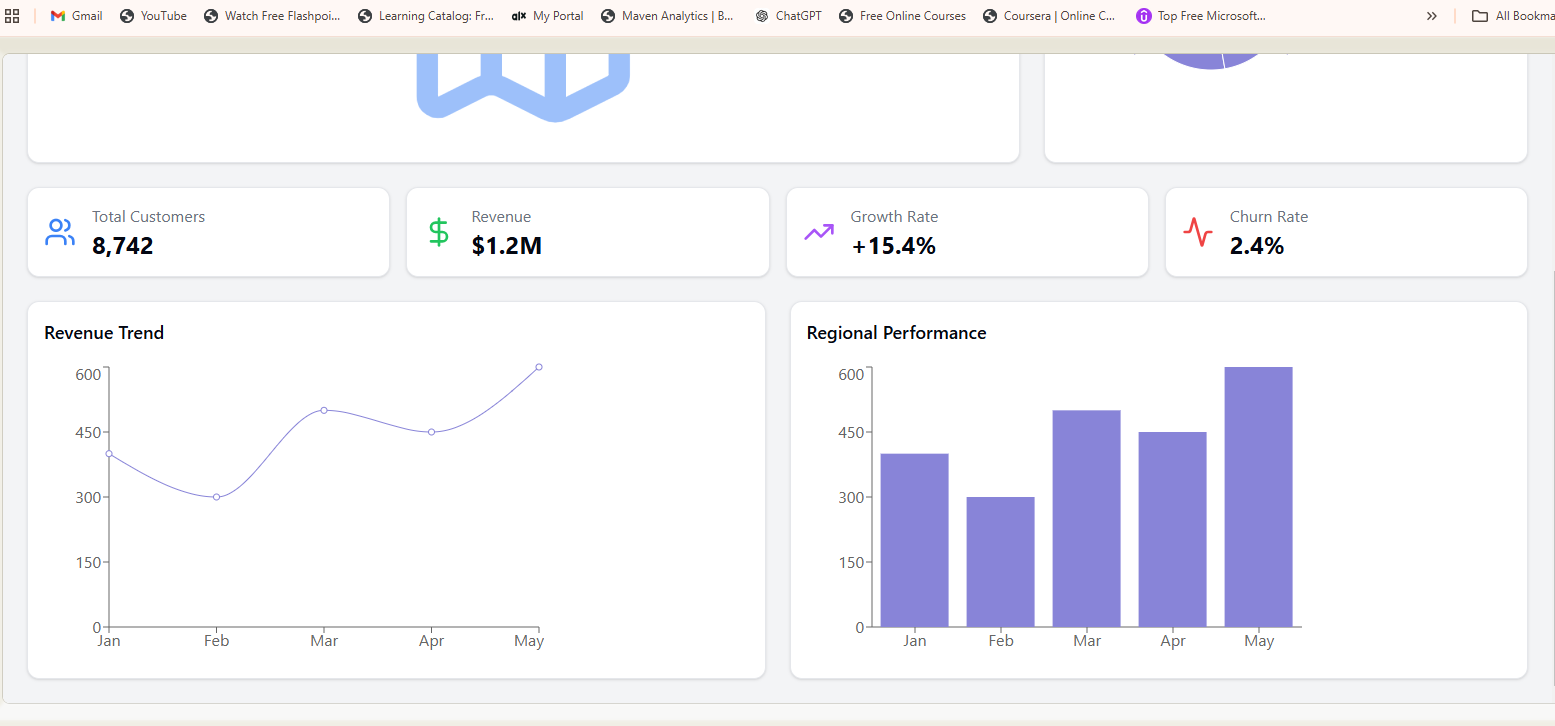 Gmail YouTube Watch Free Flashpoi... Learning Catalog: Fr... alx My Portal Maven Analytics | B... ChatGPT Free Online Courses Coursera | Online C... Top Free Microsoft... All Bookma
Total Customers
8,742
Revenue
$1.2M
Growth Rate
+15.4%
Churn Rate
2.4%
Revenue Trend
600
450
300
150
0
Jan Feb Mar Apr May
Regional Performance
600
450
300
150
0
Jan Feb Mar Apr May